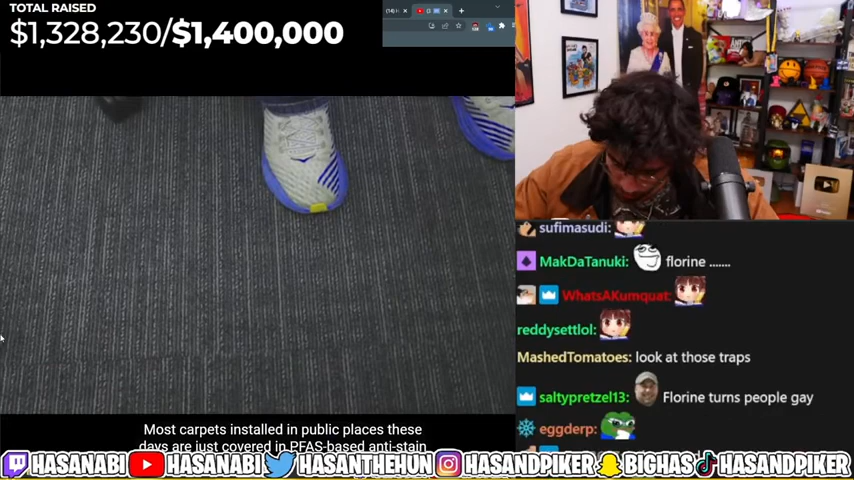 TOTAL RAISED
$1,328,230/$1,400,000
sufimasudi:
MakDaTanuki: florine .......
WhatsAKumquat:
reddysettlol:
MashedTomatoes: look at those traps
saltypretzel13: Florine turns people gay
eggderp:
Most carpets installed in public places these
days are just covered in PFAS-based anti-stain
HASANABI HASANABI HASANTHEHUN HASANDPIKER BIGHAS HASANDPIKER